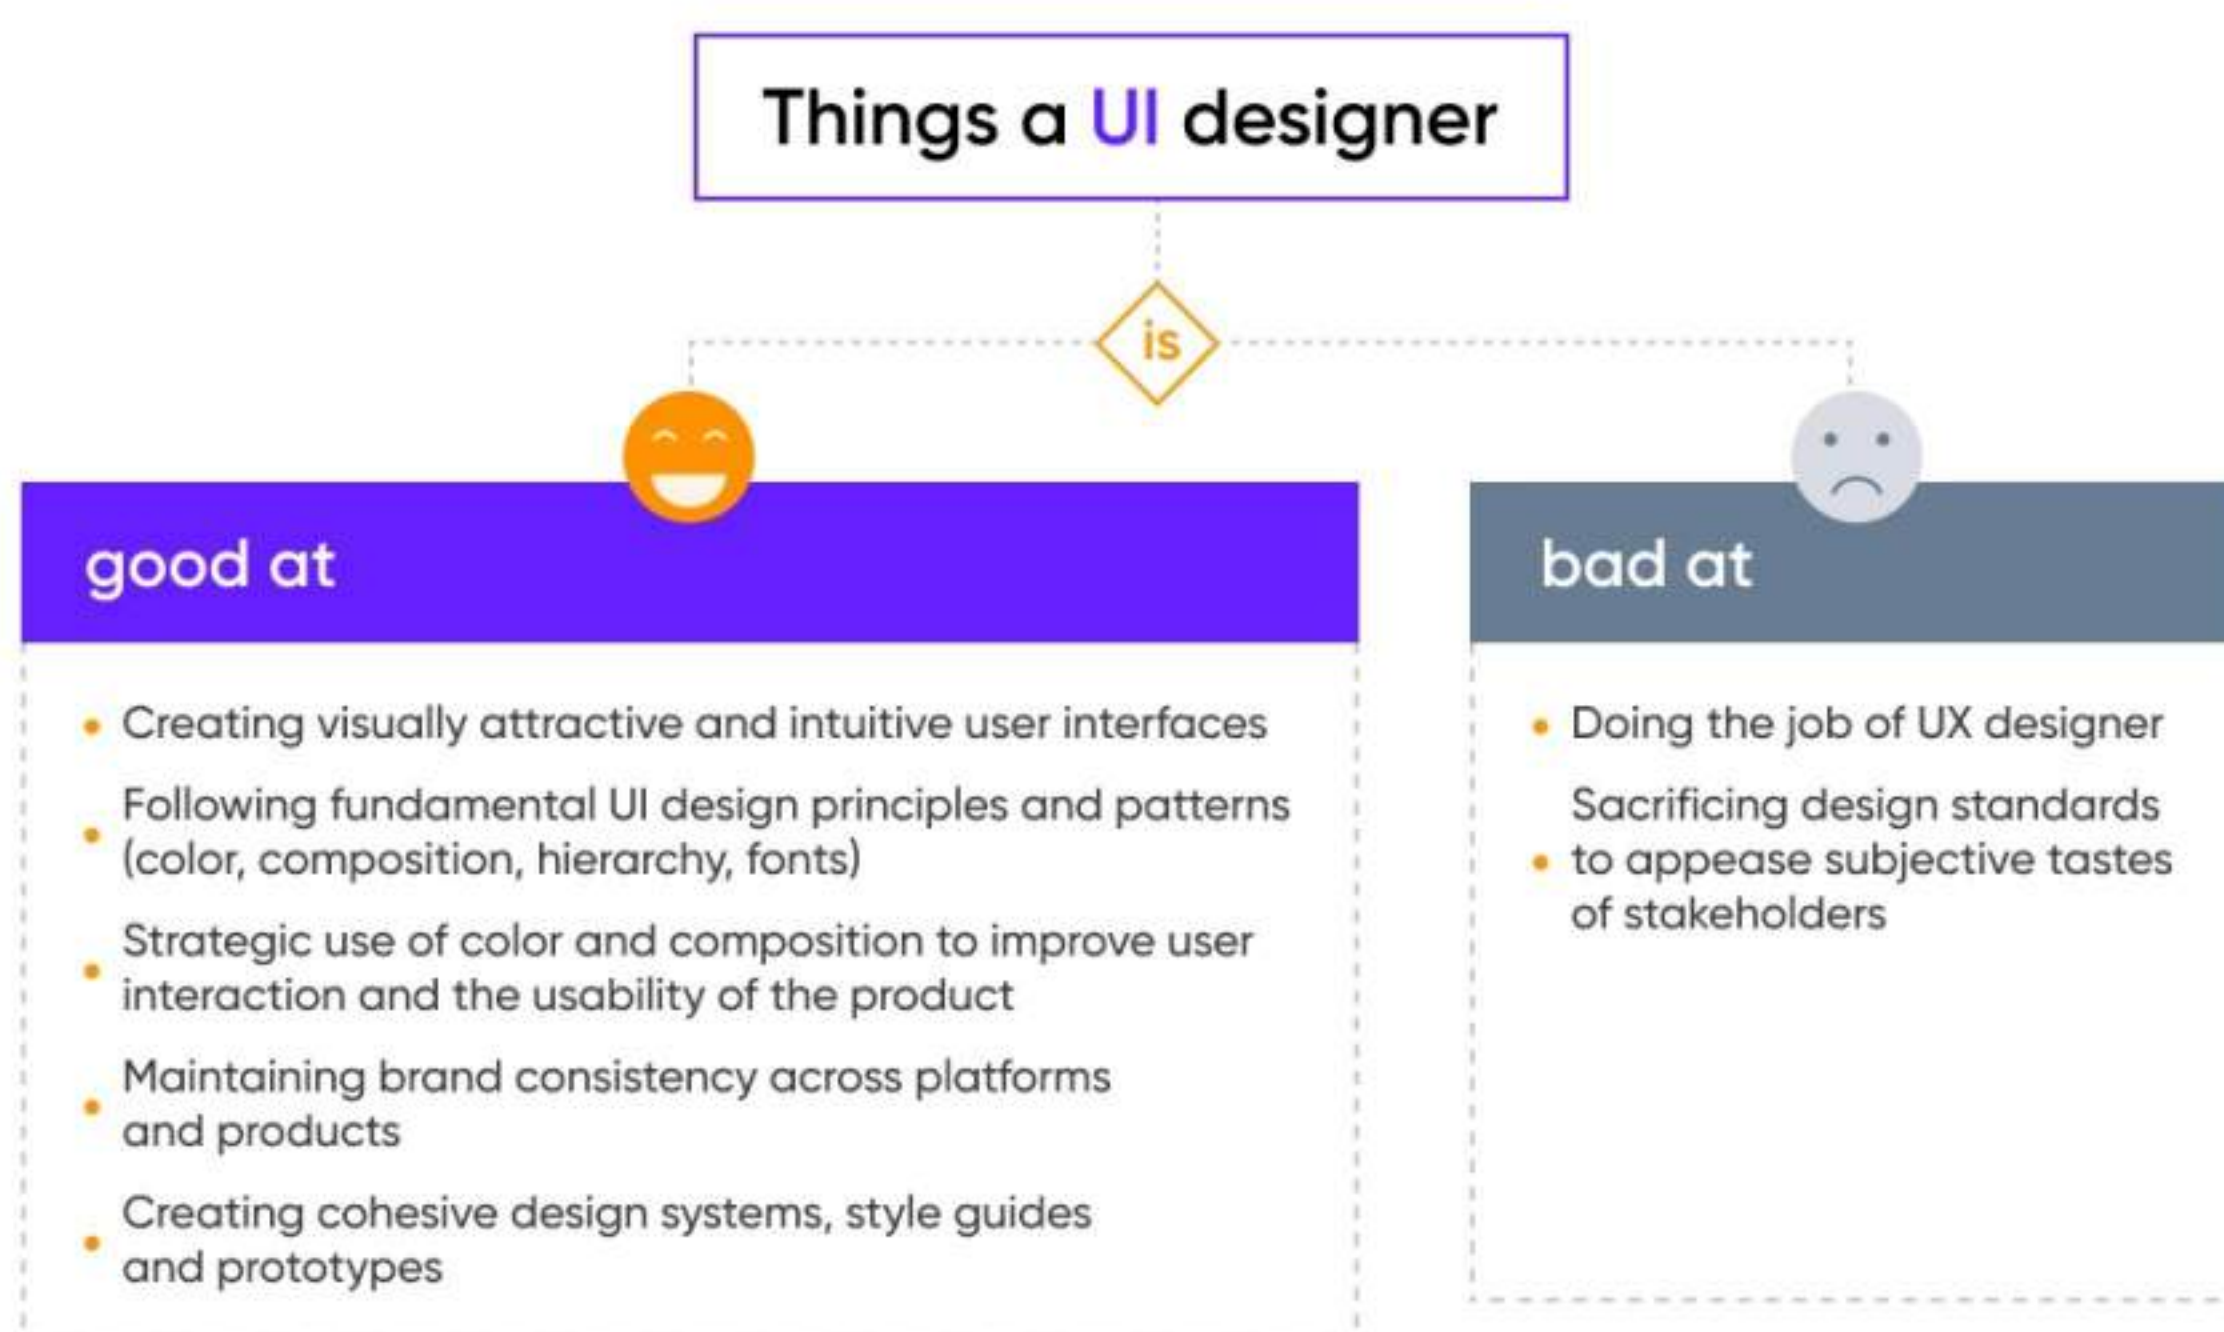 Things a UI designer
is
good at
• Creating visually attractive and intuitive user interfaces
• Following fundamental UI design principles and patterns
(color, composition, hierarchy, fonts)
• Strategic use of color and composition to improve user
interaction and the usability of the product
• Maintaining brand consistency across platforms
and products
• Creating cohesive design systems, style guides
and prototypes
bad at
• Doing the job of UX designer
• Sacrificing design standards
to appease subjective tastes
of stakeholders